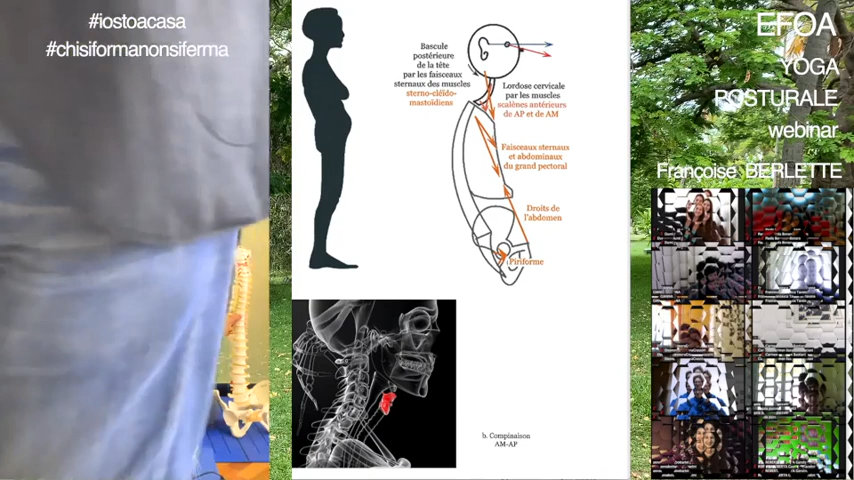 #iostoacasa
#chisiformanonsiferma
Bascule
postérieure
de la tête
par les faisceaux
sternaux des muscles
sterno-cléido-
mastoïdiens
Lordose cervicale
par les muscles
scalènes antérieurs
de AP et de AM
Faisceaux sternaux
et abdominaux
du grand pectoral
Droits de
l'abdomen
Piriforme
b. Compinaison
AM-AP
EFOA
YOGA
POSTURALE
webinar
Françoise BERLETTE